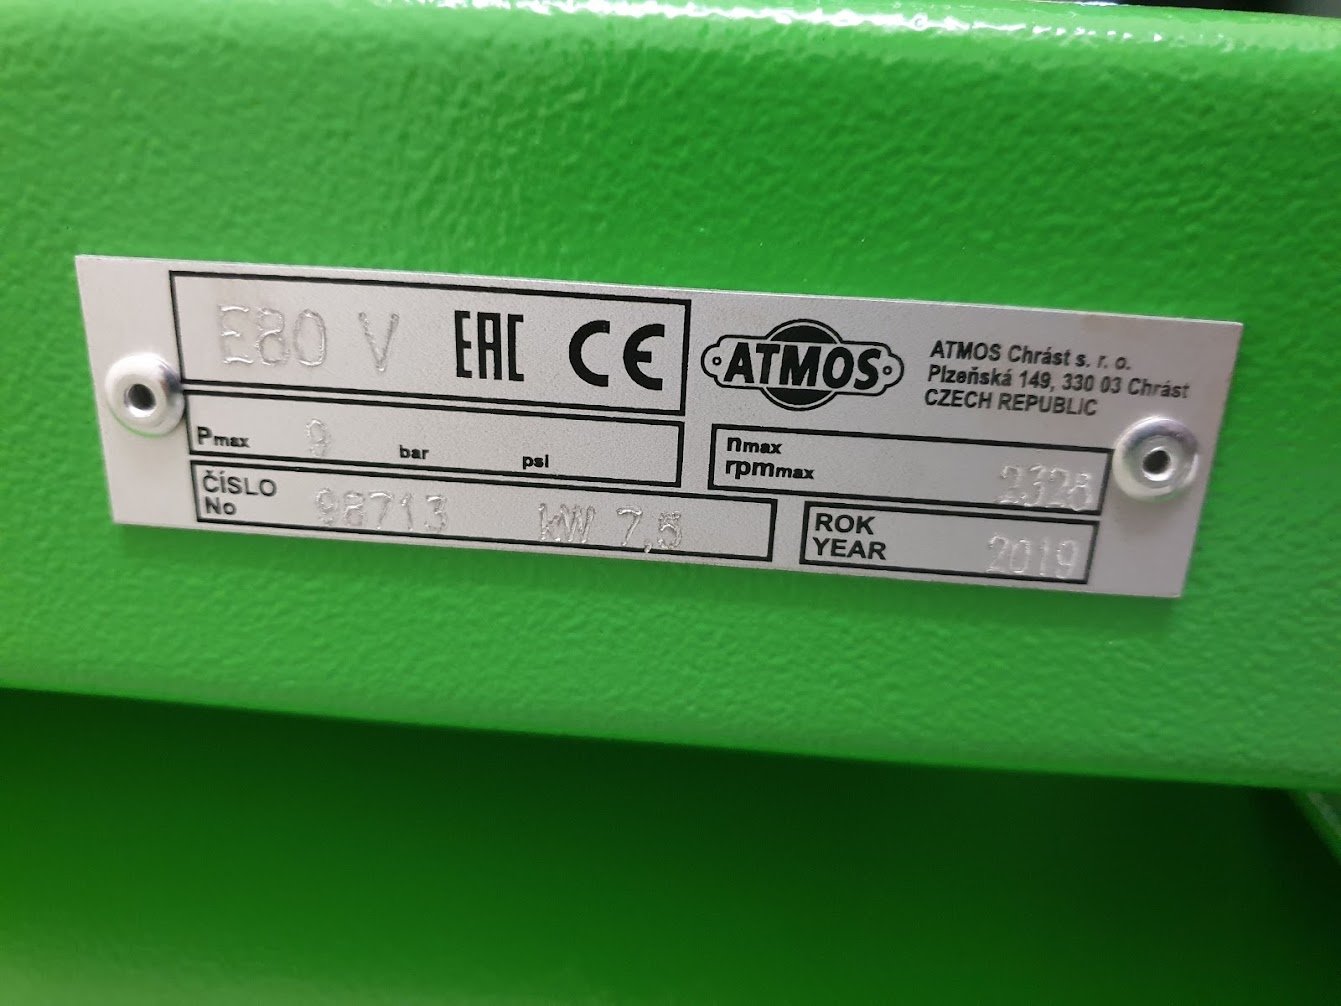 E80 V EAC CE
ATMOS
ATMOS Chrást s. r. o.
Plzeňská 149, 330 03 Chrást
CZECH REPUBLIC
Pmax 9 bar psi
nmax
rpmmax 2328
ČÍSLO
No 98713 kW 7,5
ROK
YEAR 2019